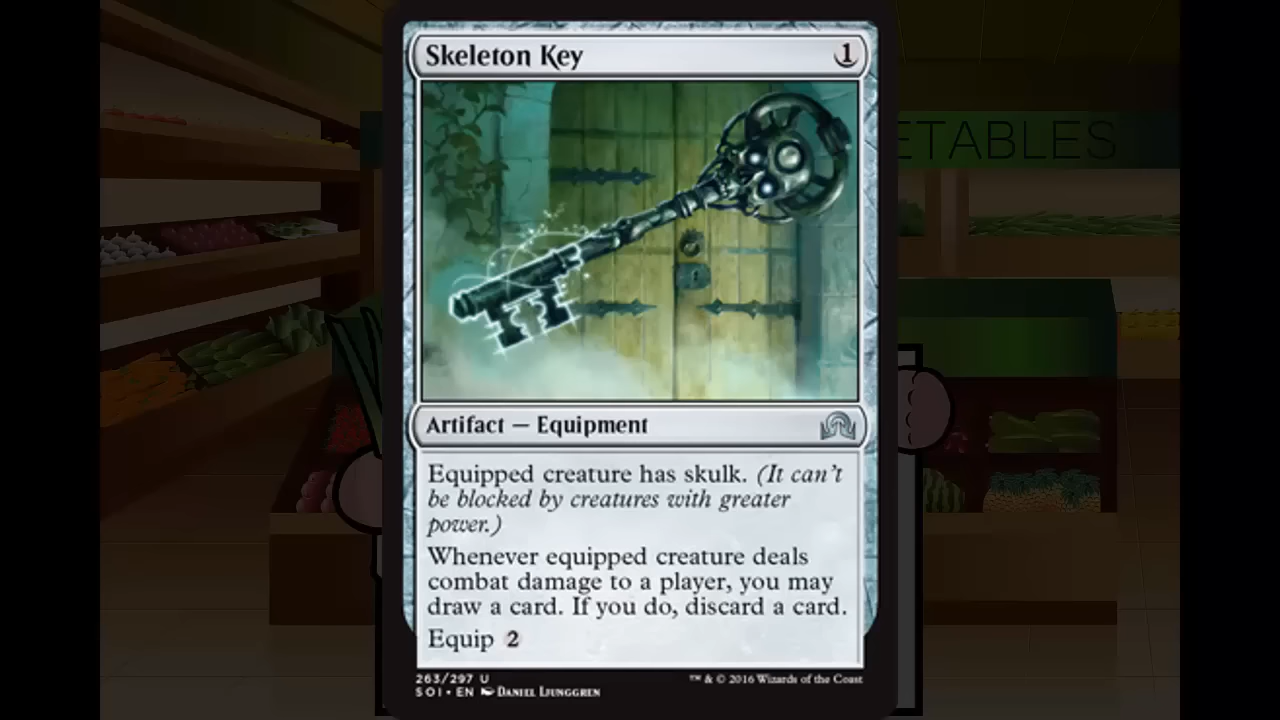 Skeleton Key 1
ETABLES
Artifact — Equipment
Equipped creature has skulk. (It can't
be blocked by creatures with greater
power.)
Whenever equipped creature deals
combat damage to a player, you may
draw a card. If you do, discard a card.
Equip 2
263/297 U
SOI • EN DANIEL LJUNGGREN
™ & © 2016 Wizards of the Coast